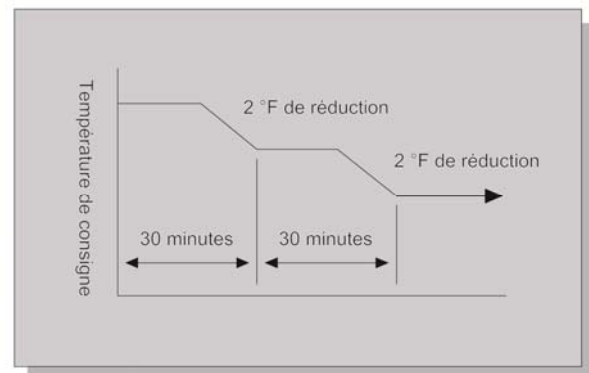 Température de consigne
2 °F de réduction
2 °F de réduction
30 minutes
30 minutes